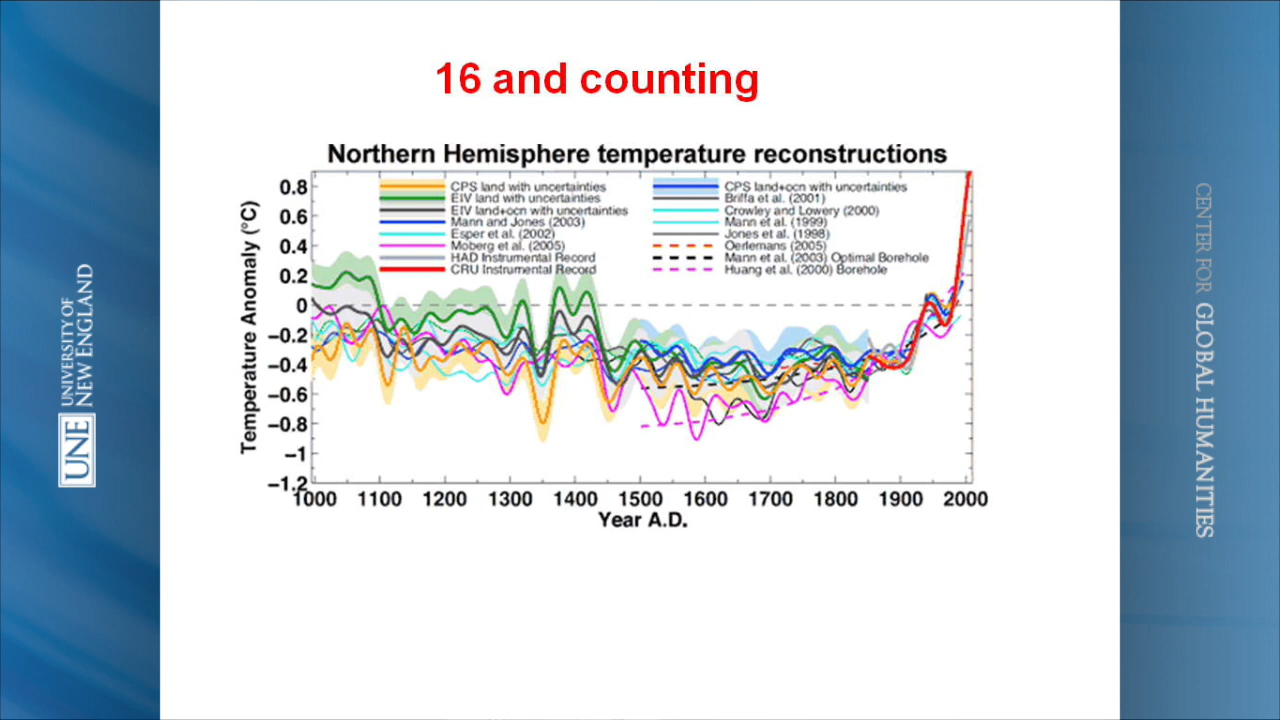 16 and counting
Northern Hemisphere temperature reconstructions
CPS land with uncertainties
EIV land with uncertainties
EIV land+ocn with uncertainties
Mann and Jones (2003)
Esper et al. (2002)
Moberg et al. (2005)
HAD Instrumental Record
CRU Instrumental Record
CPS land+ocn with uncertainties
Briffa et al. (2001)
Crowley and Lowery (2000)
Mann et al. (1999)
Jones et al. (1998)
Oerlemans (2005)
Mann et al. (2003) Optimal Borehole
Huang et al. (2000) Borehole
Temperature Anomaly (°C)
0.8
0.6
0.4
0.2
0
−0.2
−0.4
−0.6
−0.8
−1
−1.2
1000 1100 1200 1300 1400 1500 1600 1700 1800 1900 2000
Year A.D.
UNE
UNIVERSITY OF
NEW ENGLAND
CENTER FOR GLOBAL HUMANITIES